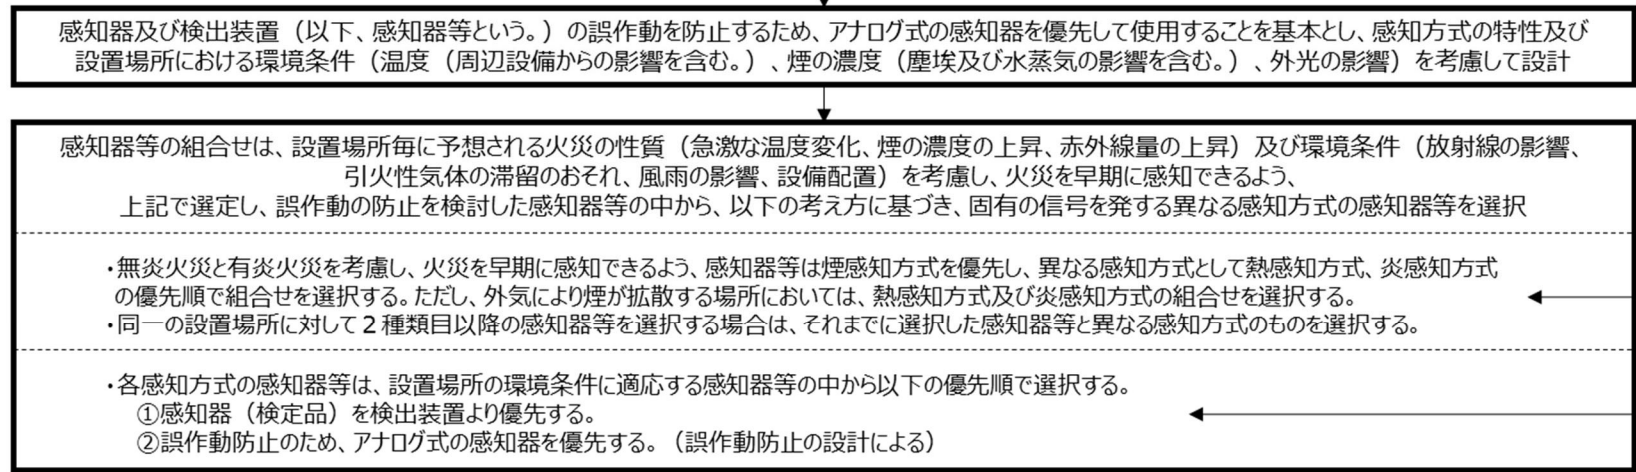 感知器及び検出装置（以下、感知器等という。）の誤作動を防止するため、アナログ式の感知器を優先して使用することを基本とし、感知方式の特性及び
設置場所における環境条件（温度（周辺設備からの影響を含む。）、煙の濃度（塵埃及び水蒸気の影響を含む。）、外光の影響）を考慮して設計
感知器等の組合せは、設置場所毎に予想される火災の性質（急激な温度変化、煙の濃度の上昇、赤外線量の上昇）及び環境条件（放射線の影響、
引火性気体の滞留のおそれ、風雨の影響、設備配置）を考慮し、火災を早期に感知できるよう、
上記で選定し、誤作動の防止を検討した感知器等の中から、以下の考え方に基づき、固有の信号を発する異なる感知方式の感知器等を選択
・無炎火災と有炎火災を考慮し、火災を早期に感知できるよう、感知器等は煙感知方式を優先し、異なる感知方式として熱感知方式、炎感知方式
の優先順で組合せを選択する。ただし、外気により煙が拡散する場所においては、熱感知方式及び炎感知方式の組合せを選択する。
・同一の設置場所に対して２種類目以降の感知器等を選択する場合は、それまでに選択した感知器等と異なる感知方式のものを選択する。
・各感知方式の感知器等は、設置場所の環境条件に適応する感知器等の中から以下の優先順で選択する。
①感知器（検定品）を検出装置より優先する。
②誤作動防止のため、アナログ式の感知器を優先する。（誤作動防止の設計による）